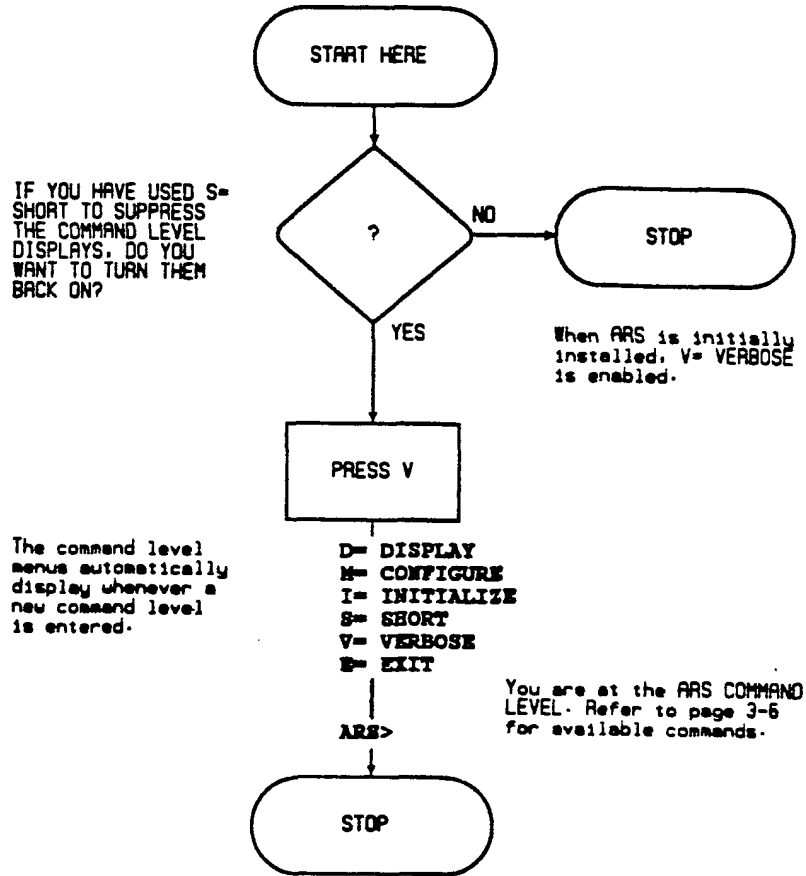 START HERE
IF YOU HAVE USED S=
SHORT TO SUPPRESS
THE COMMAND LEVEL
DISPLAYS, DO YOU
WANT TO TURN THEM
BACK ON?
?
NO
STOP
YES
When ARS is initially
installed, V= VERBOSE
is enabled.
PRESS V
The command level
menus automatically
display whenever a
new command level
is entered.
D= DISPLAY
M= CONFIGURE
I= INITIALIZE
S= SHORT
V= VERBOSE
E= EXIT
You are at the ARS COMMAND
LEVEL. Refer to page 3-6
for available commands.
ARS>
STOP